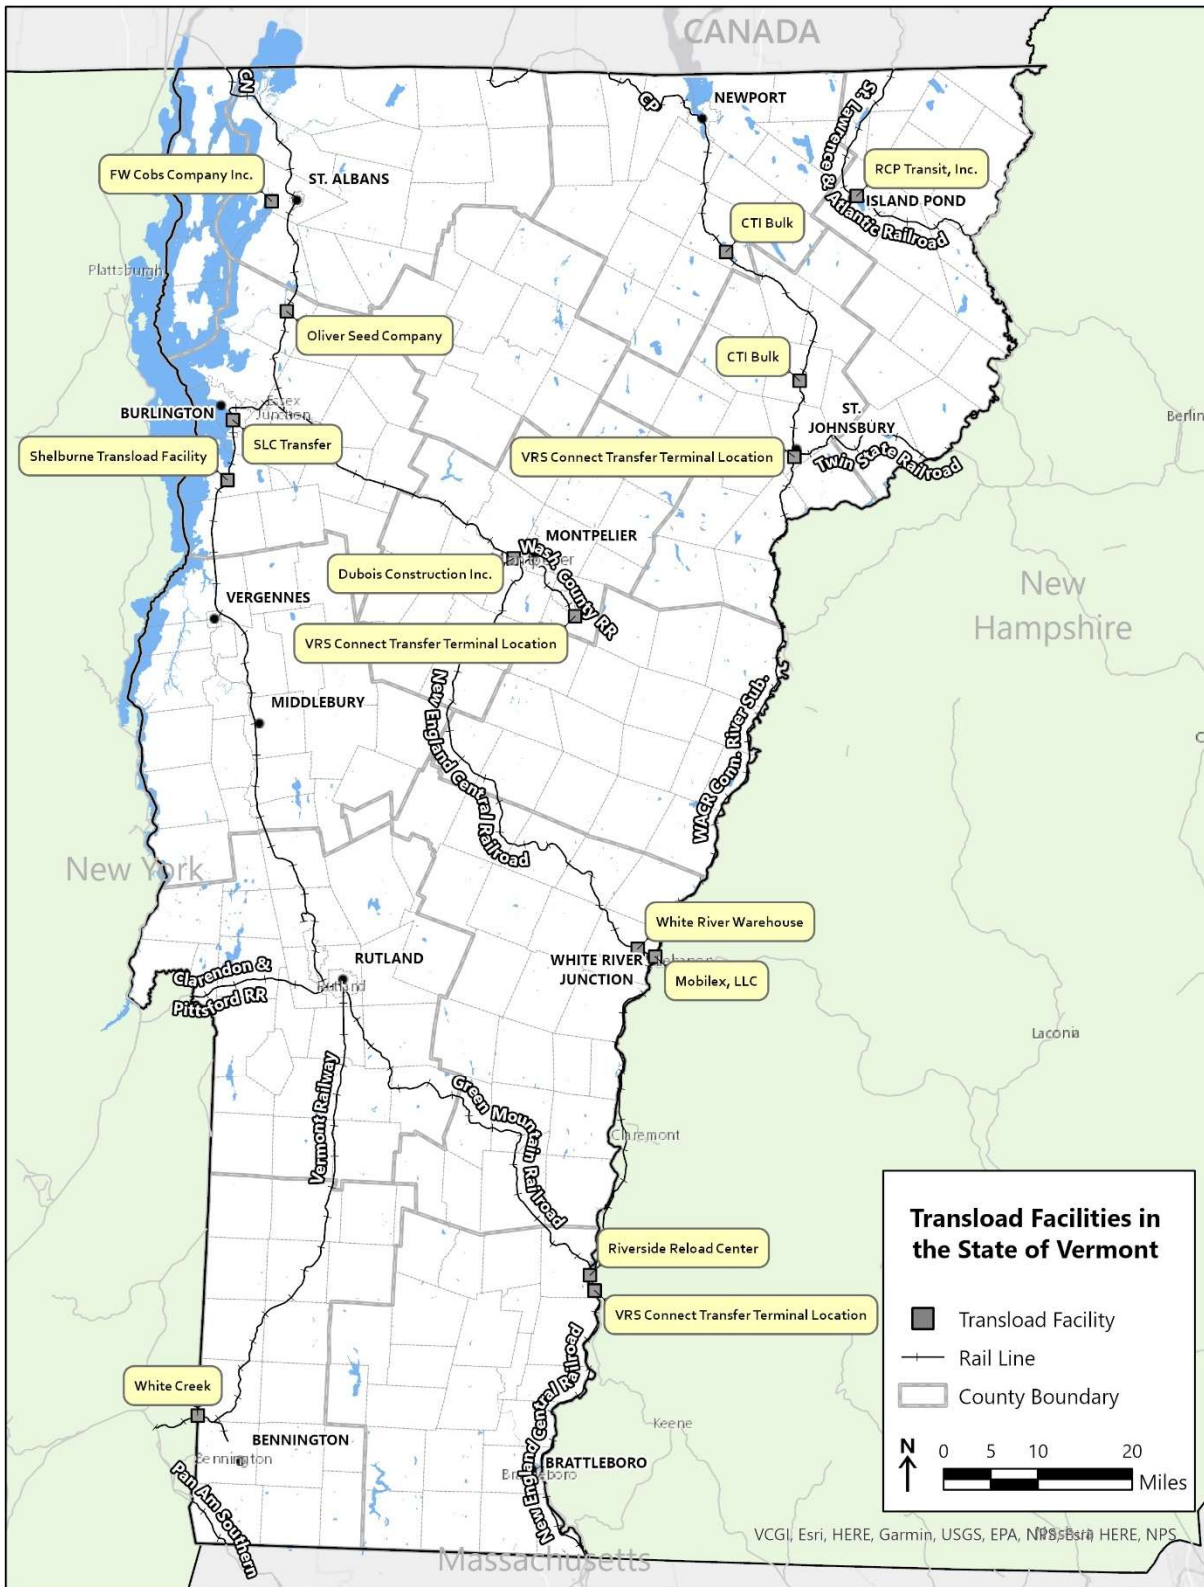 CANADA
CN
CP
NEWPORT
St. Lawrence & Atlantic Railroad
RCP Transit, Inc.
ISLAND POND
FW Cobs Company Inc.
ST. ALBANS
CTI Bulk
Plattsburgh
Oliver Seed Company
CTI Bulk
Essex
Junction
BURLINGTON
ST.
JOHNSBURY
Berlin
SLC Transfer
Shelburne Transload Facility
VRS Connect Transfer Terminal Location
Twin State Railroad
MONTPELIER
Wash. County RR
Dubois Construction Inc.
New
Hampshire
VERGENNES
VRS Connect Transfer Terminal Location
MIDDLEBURY
New England Central Railroad
WACR Conn. River Sub.
New York
White River Warehouse
WHITE RIVER
JUNCTION
Mobilex, LLC
RUTLAND
Rutland
Clarendon &
Pittsford RR
Laconia
Vermont Railway
Green Mountain Railroad
Claremont
Riverside Reload Center
VRS Connect Transfer Terminal Location
White Creek
BENNINGTON
Bennington
Keene
New England Central Railroad
BRATTLEBORO
Pan Am Southern
Massachusetts
Transload Facilities in
the State of Vermont
Transload Facility
Rail Line
County Boundary
N
0 5 10 20
Miles
VCGI, Esri, HERE, Garmin, USGS, EPA, NPS, Esri, HERE, NPS